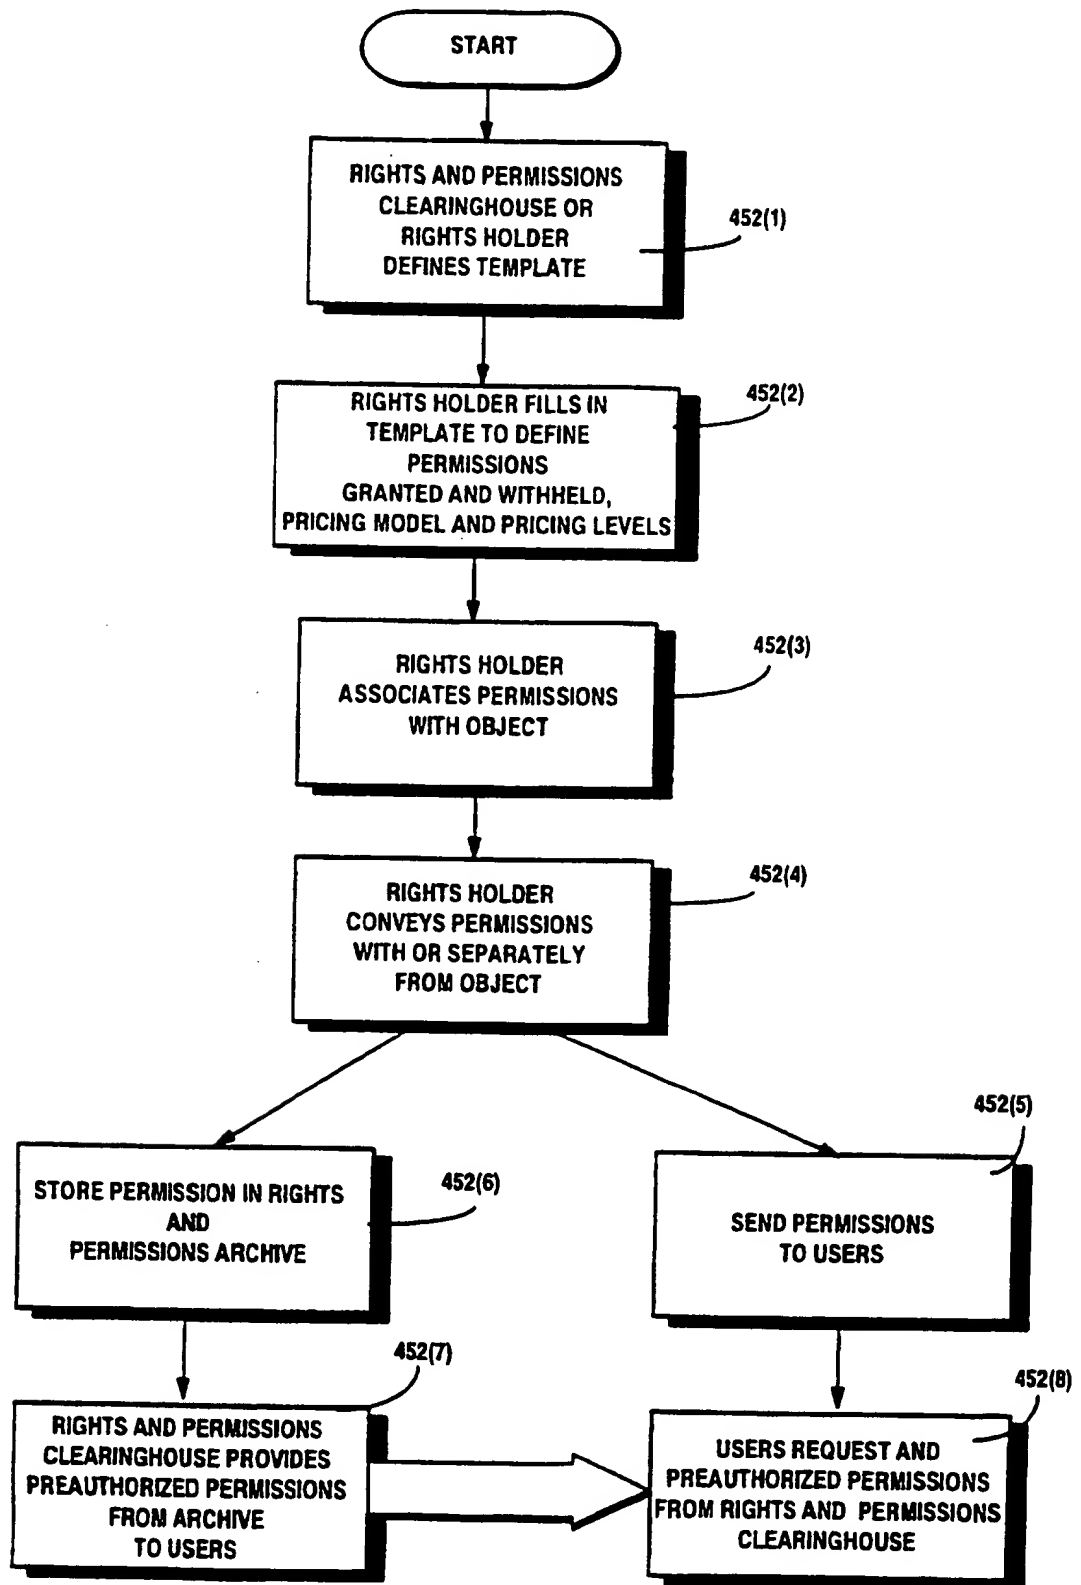 START
RIGHTS AND PERMISSIONS
CLEARINGHOUSE OR
RIGHTS HOLDER
DEFINES TEMPLATE
452(1)
RIGHTS HOLDER FILLS IN
TEMPLATE TO DEFINE
PERMISSIONS
GRANTED AND WITHHELD,
PRICING MODEL AND PRICING LEVELS
452(2)
RIGHTS HOLDER
ASSOCIATES PERMISSIONS
WITH OBJECT
452(3)
RIGHTS HOLDER
CONVEYS PERMISSIONS
WITH OR SEPARATELY
FROM OBJECT
452(4)
STORE PERMISSION IN RIGHTS
AND
PERMISSIONS ARCHIVE
452(6)
SEND PERMISSIONS
TO USERS
452(5)
RIGHTS AND PERMISSIONS
CLEARINGHOUSE PROVIDES
PREAUTHORIZED PERMISSIONS
FROM ARCHIVE
TO USERS
452(7)
USERS REQUEST AND
PREAUTHORIZED PERMISSIONS
FROM RIGHTS AND PERMISSIONS
CLEARINGHOUSE
452(8)